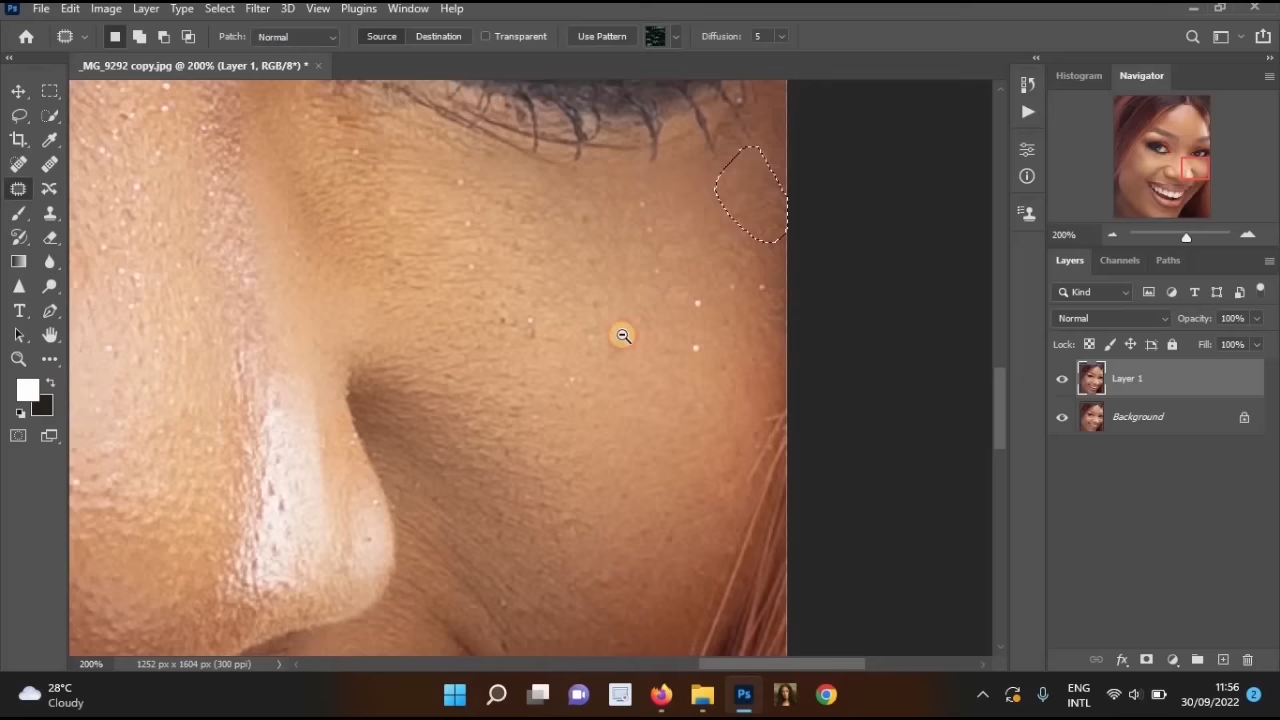 Ps File Edit Image Layer Type Select Filter 3D View Plugins Window Help
Patch: Normal Source Destination Transparent Use Pattern Diffusion: 5
_MG_9292 copy.jpg @ 200% (Layer 1, RGB/8*) *
Histogram Navigator
200%
Layers Channels Paths
Kind
Normal Opacity: 100%
Lock: Fill: 100%
Layer 1
Background
200% 1252 px x 1604 px (300 ppi)
28°C
Cloudy
Ps
ENG
INTL
11:56
30/09/2022
2